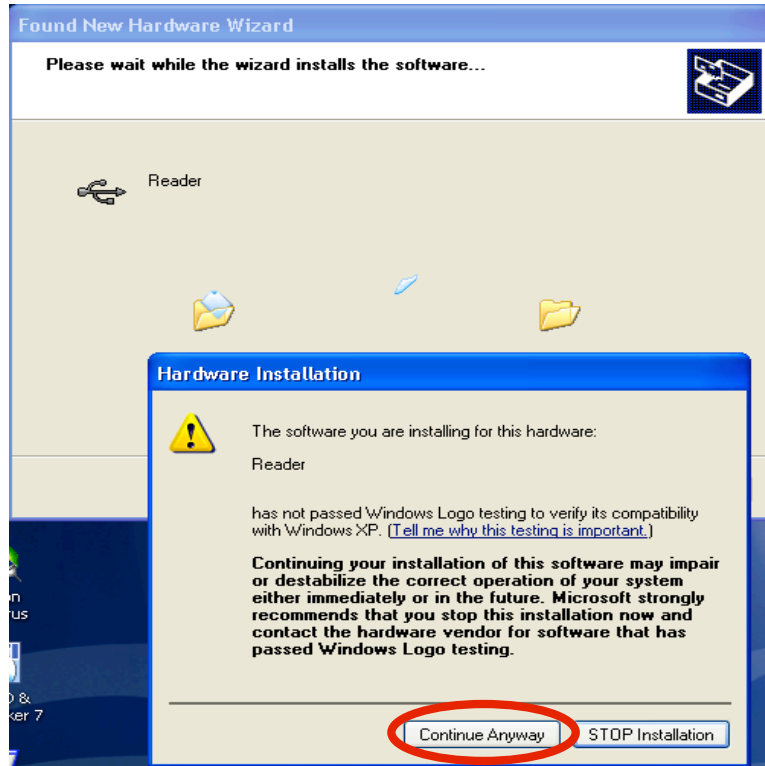 Found New Hardware Wizard
Please wait while the wizard installs the software...
Reader
Hardware Installation
The software you are installing for this hardware:
Reader
has not passed Windows Logo testing to verify its compatibility
with Windows XP. (Tell me why this testing is important.)
Continuing your installation of this software may impair
or destabilize the correct operation of your system
either immediately or in the future. Microsoft strongly
recommends that you stop this installation now and
contact the hardware vendor for software that has
passed Windows Logo testing.
Continue Anyway
STOP Installation
on
rus
&
ker 7